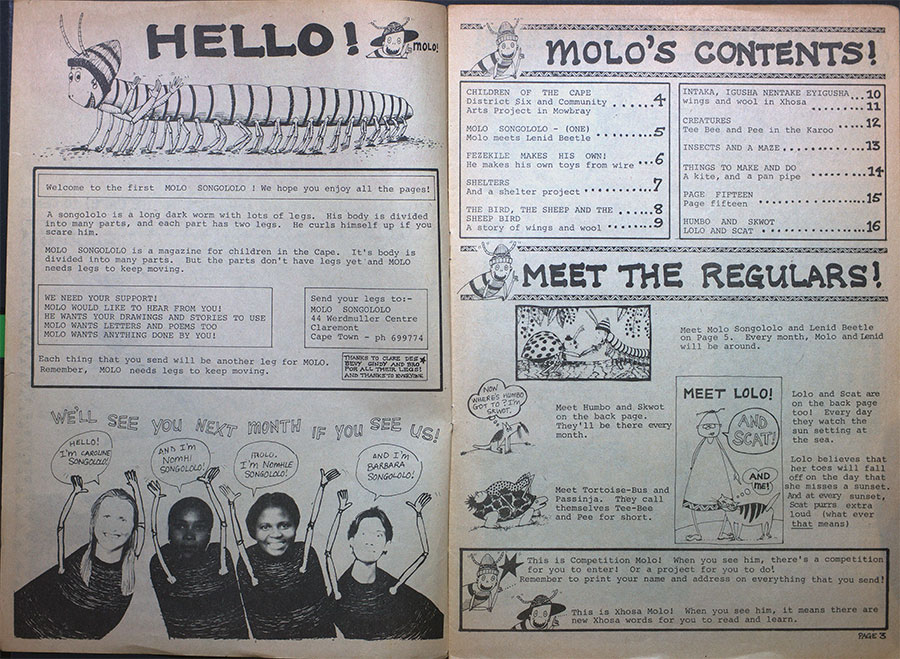 HELLO!
MOLO!
Welcome to the first MOLO SONGOLOLO ! We hope you enjoy all the pages!
A songololo is a long dark worm with lots of legs. His body is divided
into many parts, and each part has two legs. He curls himself up if you
scare him.
MOLO SONGOLOLO is a magazine for children in the Cape. It's body is
divided into many parts. But the parts don't have legs yet and MOLO
needs legs to keep moving.
WE NEED YOUR SUPPORT!
MOLO WOULD LIKE TO HEAR FROM YOU!
HE WANTS YOUR DRAWINGS AND STORIES TO USE
MOLO WANTS LETTERS AND POEMS TOO
MOLO WANTS ANYTHING DONE BY YOU!
Send your legs to:-
MOLO SONGOLOLO
44 Werdmuller Centre
Claremont
Cape Town - ph 699774
Each thing that you send will be another leg for MOLO.
Remember, MOLO needs legs to keep moving.
THANKS TO CLARE DES
BENY CINDY AND BRO
FOR ALL THEIR LEGS!
AND THANKS TO EVERYONE
WE'LL SEE YOU NEXT MONTH IF YOU SEE US!
HELLO!
I'M CAROLINE
SONGOLOLO!
AND I'M
NOMHI
SONGOLOLO!
MOLO.
I'M NOMHLE
SONGOLOLO!
AND I'M
BARBARA
SONGOLOLO!
MOLO'S CONTENTS!
CHILDREN OF THE CAPE
District Six and Community ......4
Arts Project in Mowbray
MOLO SONGOLOLO - (ONE)
Molo meets Lenid Beetle .........5
FEZEKILE MAKES HIS OWN!
He makes his own toys from wire ...6
SHELTERS
And a shelter project .........7
THE BIRD, THE SHEEP AND THE ......8
SHEEP BIRD
A story of wings and wool ......9
INTAKA, IGUSHA NENTAKE EYIGUSHA...10
wings and wool in Xhosa .........11
CREATURES
Tee Bee and Pee in the Karoo .....12
INSECTS AND A MAZE..............13
THINGS TO MAKE AND DO
A kite, and a pan pipe .........14
PAGE FIFTEEN
Page fifteen .........15
HUMBO AND SKWOT
LOLO AND SCAT .........16
MEET THE REGULARS!
Meet Molo Songololo and Lenid Beetle
on Page 5. Every month, Molo and Lenid
will be around.
NOW
WHERE'S HUMBO
GOT TO? I'M
SKWOT.
Meet Humbo and Skwot
on the back page.
They'll be there every
month.
Meet Tortoise-Bus and
Passinja. They call
themselves Tee-Bee
and Pee for short.
MEET LOLO!
AND
SCAT!
AND
ME!
Lolo and Scat are
on the back page
too! Every day
they watch the
sun setting at
the sea.
Lolo believes that
her toes will fall
off on the day that
she misses a sunset.
And at every sunset,
Scat purrs extra
loud (what ever
that means)
This is Competition Molo! When you see him, there's a competition
for you to enter! Or a project for you to do!
Remember to print your name and address on everything that you send!
This is Xhosa Molo! When you see him, it means there are
new Xhosa words for you to read and learn.
PAGE 3